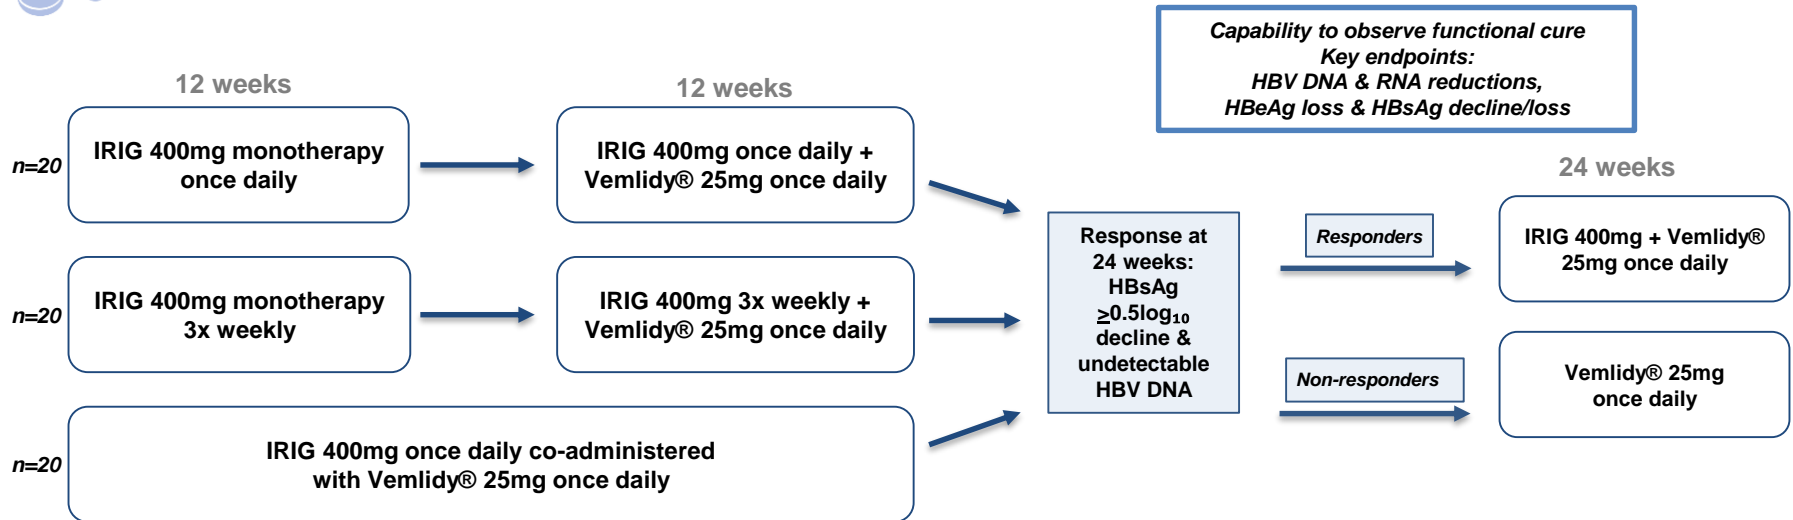 Capability to observe functional cure
Key endpoints:
HBV DNA & RNA reductions,
HBeAg loss & HBsAg decline/loss
12 weeks
12 weeks
24 weeks
n=20
IRIG 400mg monotherapy
once daily
IRIG 400mg once daily +
Vemlidy® 25mg once daily
n=20
IRIG 400mg monotherapy
3x weekly
IRIG 400mg 3x weekly +
Vemlidy® 25mg once daily
n=20
IRIG 400mg once daily co-administered
with Vemlidy® 25mg once daily
Response at
24 weeks:
HBsAg
≥0.5log₁₀
decline &
undetectable
HBV DNA
Responders
IRIG 400mg + Vemlidy®
25mg once daily
Non-responders
Vemlidy® 25mg
once daily